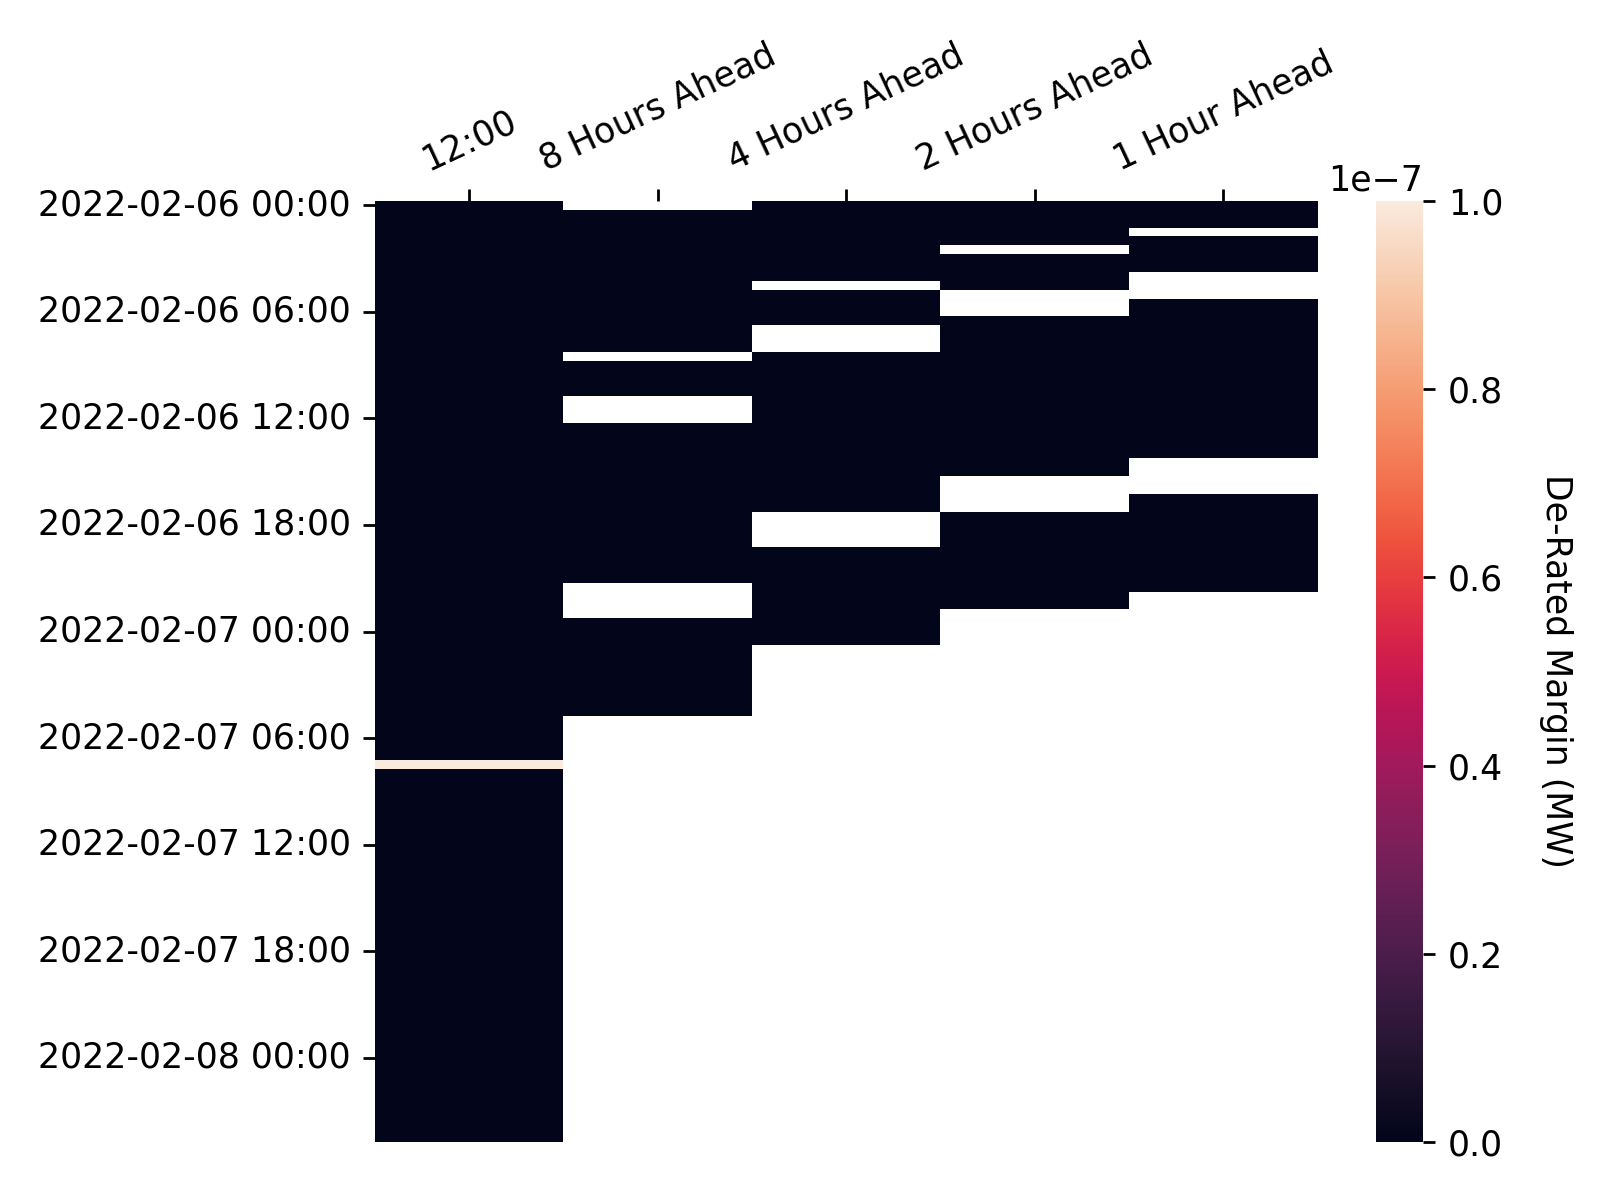 12:00
8 Hours Ahead
4 Hours Ahead
2 Hours Ahead
1 Hour Ahead
1e−7
2022-02-06 00:00
2022-02-06 06:00
2022-02-06 12:00
2022-02-06 18:00
2022-02-07 00:00
2022-02-07 06:00
2022-02-07 12:00
2022-02-07 18:00
2022-02-08 00:00
1.0
0.8
0.6
0.4
0.2
0.0
De-Rated Margin (MW)